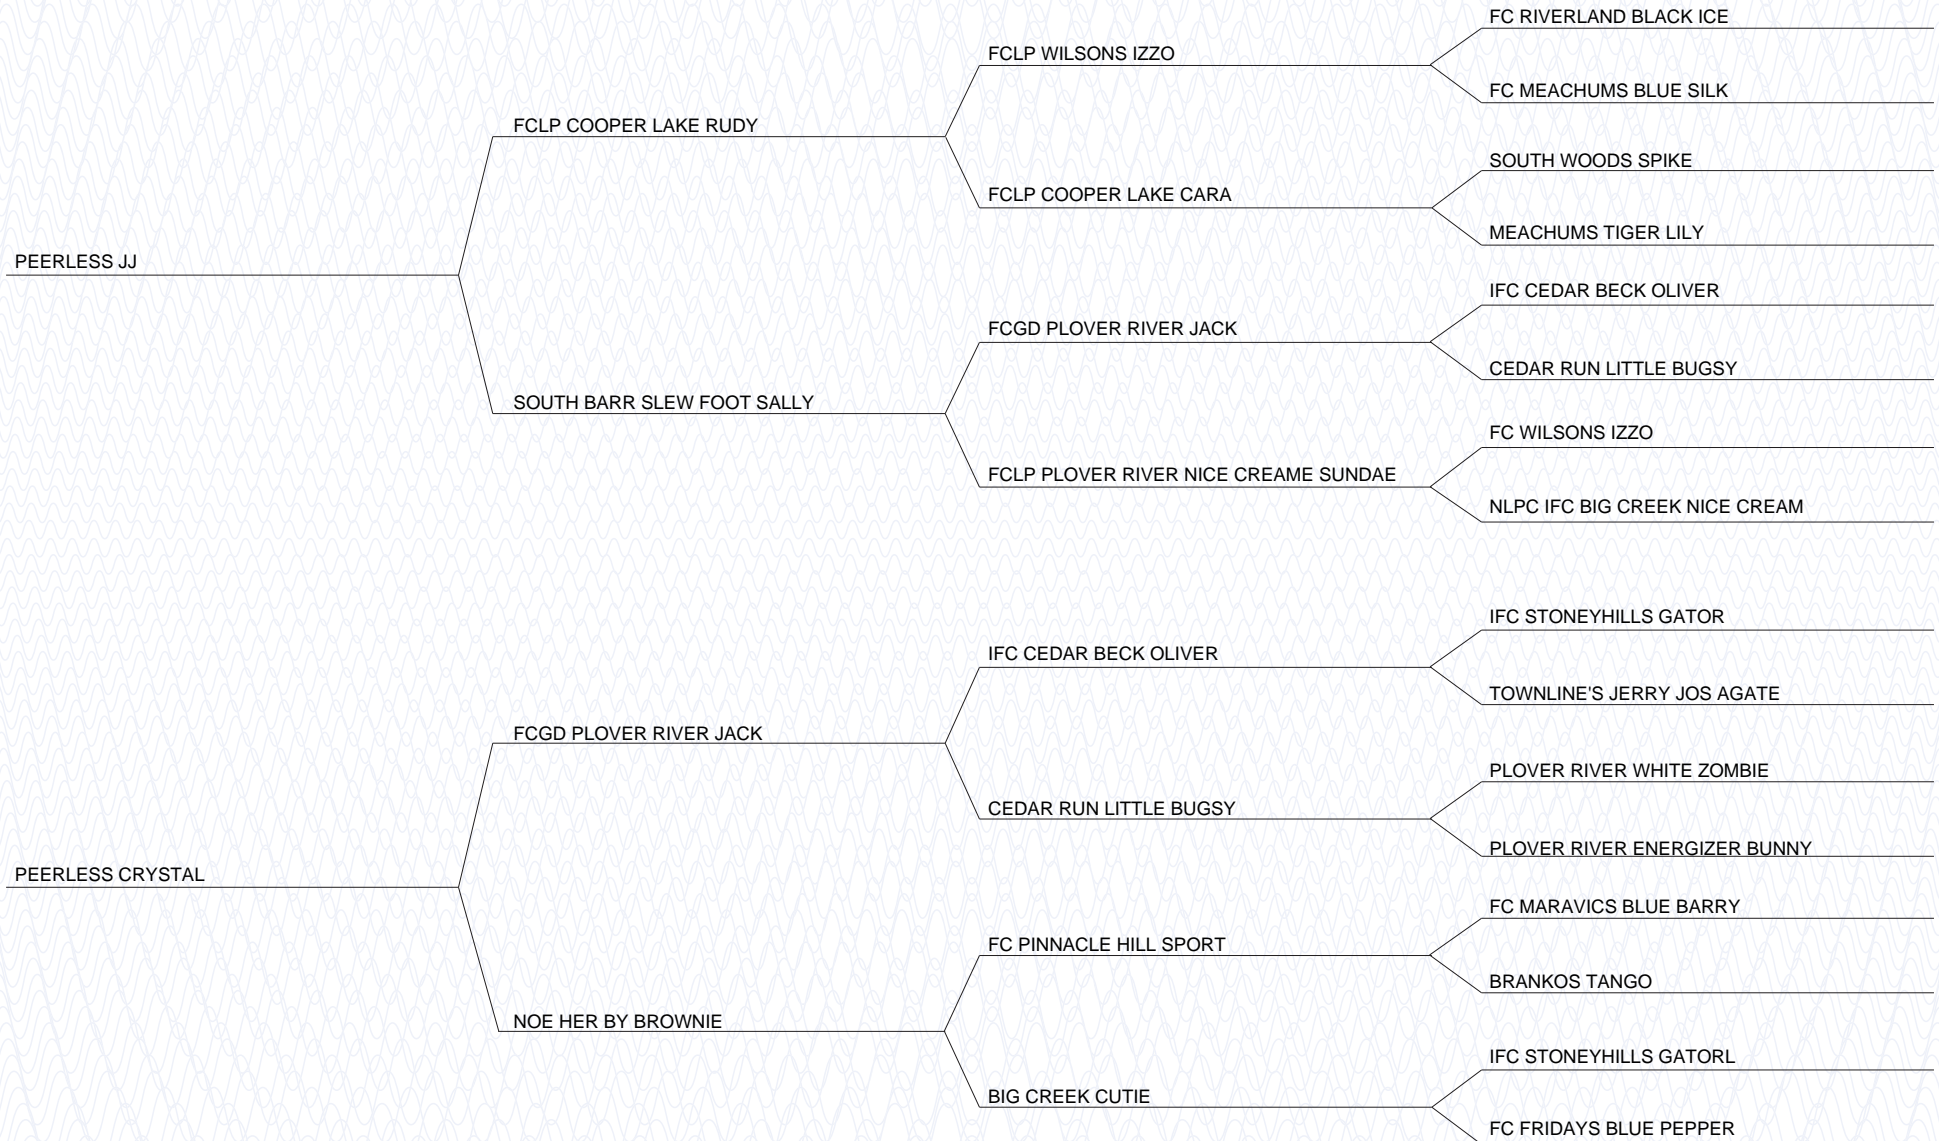 FC RIVERLAND BLACK ICE
FCLP WILSONS IZZO
FC MEACHUMS BLUE SILK
FCLP COOPER LAKE RUDY
SOUTH WOODS SPIKE
FCLP COOPER LAKE CARA
MEACHUMS TIGER LILY
PEERLESS JJ
IFC CEDAR BECK OLIVER
FCGD PLOVER RIVER JACK
CEDAR RUN LITTLE BUGSY
SOUTH BARR SLEW FOOT SALLY
FC WILSONS IZZO
FCLP PLOVER RIVER NICE CREAME SUNDAE
NLPC IFC BIG CREEK NICE CREAM
IFC STONEYHILLS GATOR
IFC CEDAR BECK OLIVER
TOWNLINE'S JERRY JOS AGATE
FCGD PLOVER RIVER JACK
PLOVER RIVER WHITE ZOMBIE
CEDAR RUN LITTLE BUGSY
PLOVER RIVER ENERGIZER BUNNY
PEERLESS CRYSTAL
FC MARAVICS BLUE BARRY
FC PINNACLE HILL SPORT
BRANKOS TANGO
NOE HER BY BROWNIE
IFC STONEYHILLS GATORL
BIG CREEK CUTIE
FC FRIDAYS BLUE PEPPER